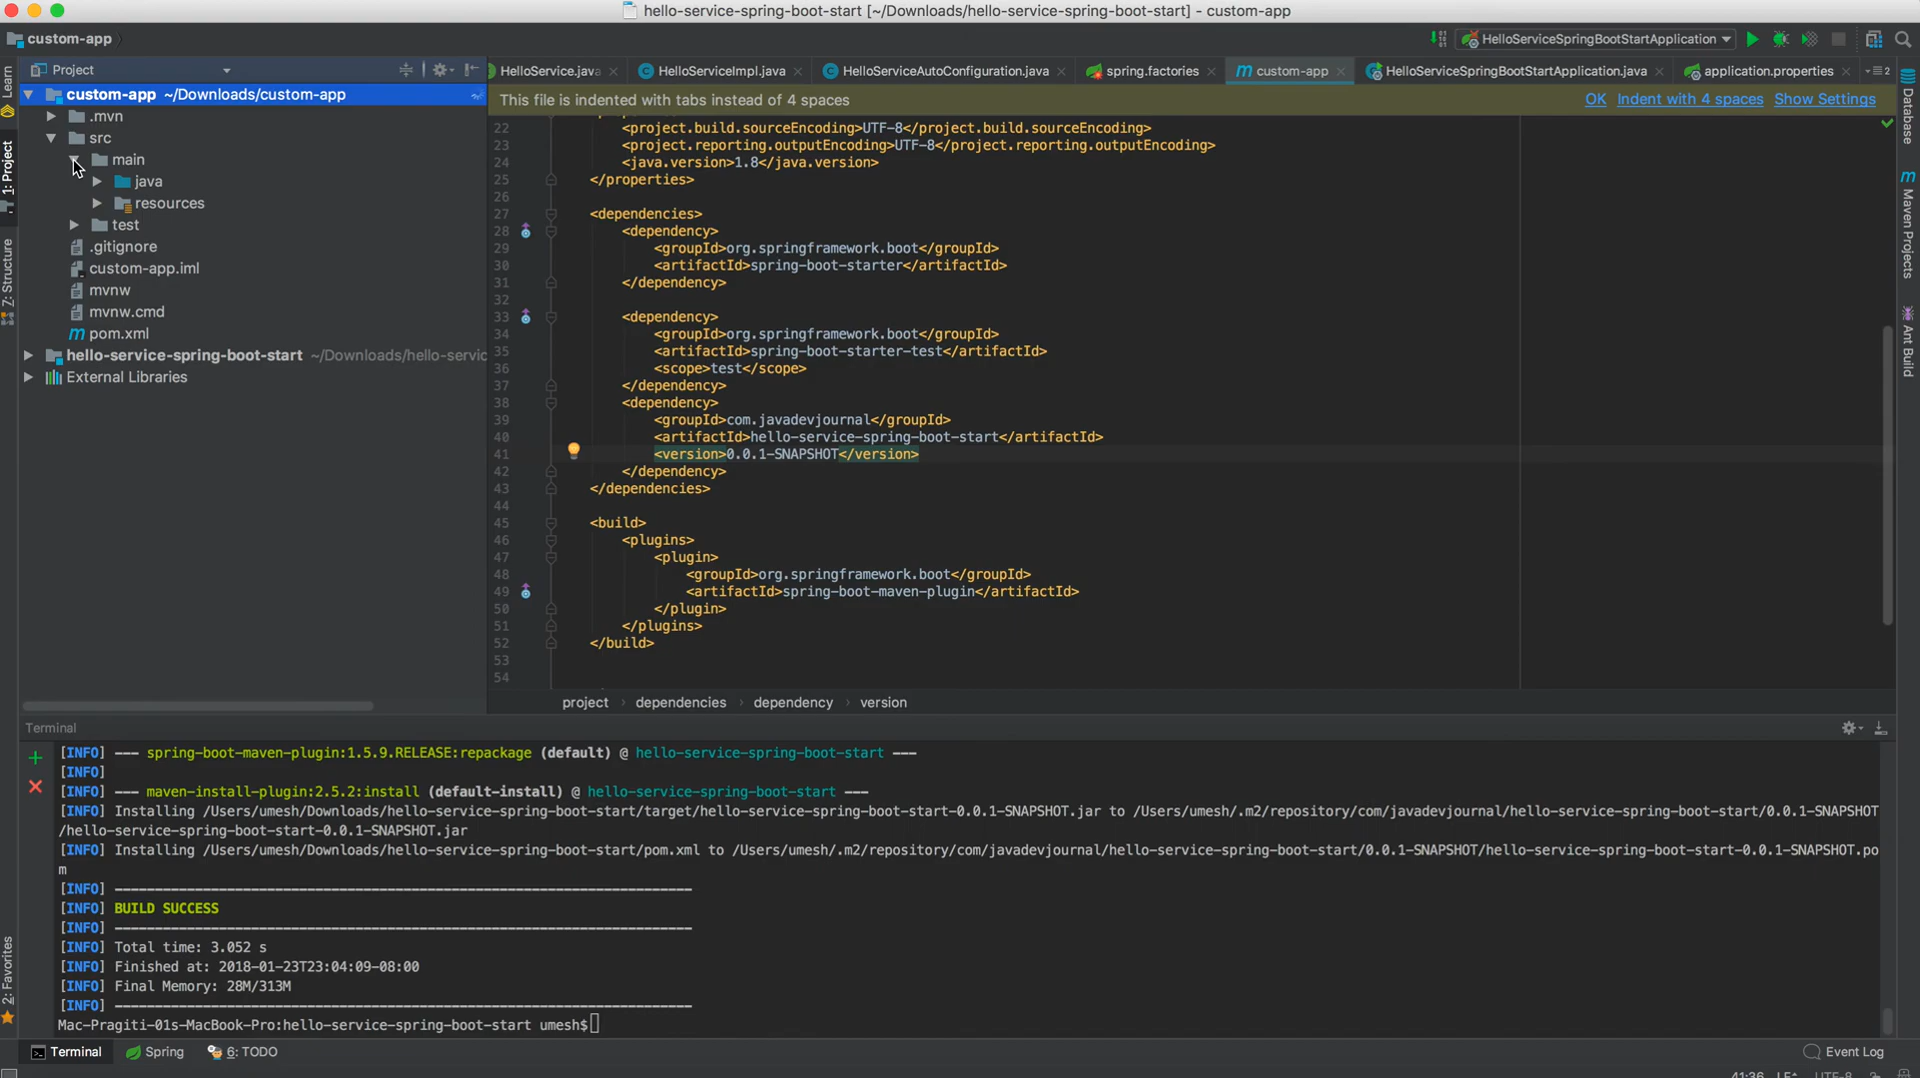 hello-service-spring-boot-start [~/Downloads/hello-service-spring-boot-start] - custom-app
custom-app
HelloServiceSpringBootStartApplication
Project
HelloService.java
HelloServiceImpl.java
HelloServiceAutoConfiguration.java
spring.factories
custom-app
HelloServiceSpringBootStartApplication.java
application.properties
2
Learn
1: Project
7: Structure
2: Favorites
Database
Maven Projects
Ant Build
custom-app ~/Downloads/custom-app
.mvn
src
main
java
resources
test
.gitignore
custom-app.iml
mvnw
mvnw.cmd
pom.xml
hello-service-spring-boot-start ~/Downloads/hello-servic
External Libraries
This file is indented with tabs instead of 4 spaces
OK Indent with 4 spaces Show Settings
22 <project.build.sourceEncoding>UTF-8</project.build.sourceEncoding>
23 <project.reporting.outputEncoding>UTF-8</project.reporting.outputEncoding>
24 <java.version>1.8</java.version>
25 </properties>
26
27 <dependencies>
28 <dependency>
29 <groupId>org.springframework.boot</groupId>
30 <artifactId>spring-boot-starter</artifactId>
31 </dependency>
32
33 <dependency>
34 <groupId>org.springframework.boot</groupId>
35 <artifactId>spring-boot-starter-test</artifactId>
36 <scope>test</scope>
37 </dependency>
38 <dependency>
39 <groupId>com.javadevjournal</groupId>
40 <artifactId>hello-service-spring-boot-start</artifactId>
41 <version>0.0.1-SNAPSHOT</version>
42 </dependency>
43 </dependencies>
44
45 <build>
46 <plugins>
47 <plugin>
48 <groupId>org.springframework.boot</groupId>
49 <artifactId>spring-boot-maven-plugin</artifactId>
50 </plugin>
51 </plugins>
52 </build>
53
54
project › dependencies › dependency › version
Terminal
[INFO] --- spring-boot-maven-plugin:1.5.9.RELEASE:repackage (default) @ hello-service-spring-boot-start ---
[INFO]
[INFO] --- maven-install-plugin:2.5.2:install (default-install) @ hello-service-spring-boot-start ---
[INFO] Installing /Users/umesh/Downloads/hello-service-spring-boot-start/target/hello-service-spring-boot-start-0.0.1-SNAPSHOT.jar to /Users/umesh/.m2/repository/com/javadevjournal/hello-service-spring-boot-start/0.0.1-SNAPSHOT
/hello-service-spring-boot-start-0.0.1-SNAPSHOT.jar
[INFO] Installing /Users/umesh/Downloads/hello-service-spring-boot-start/pom.xml to /Users/umesh/.m2/repository/com/javadevjournal/hello-service-spring-boot-start/0.0.1-SNAPSHOT/hello-service-spring-boot-start-0.0.1-SNAPSHOT.po
m
[INFO] ------------------------------------------------------------------------
[INFO] BUILD SUCCESS
[INFO] ------------------------------------------------------------------------
[INFO] Total time: 3.052 s
[INFO] Finished at: 2018-01-23T23:04:09-08:00
[INFO] Final Memory: 28M/313M
[INFO] ------------------------------------------------------------------------
Mac-Pragiti-01s-MacBook-Pro:hello-service-spring-boot-start umesh$
Terminal
Spring
6: TODO
Event Log